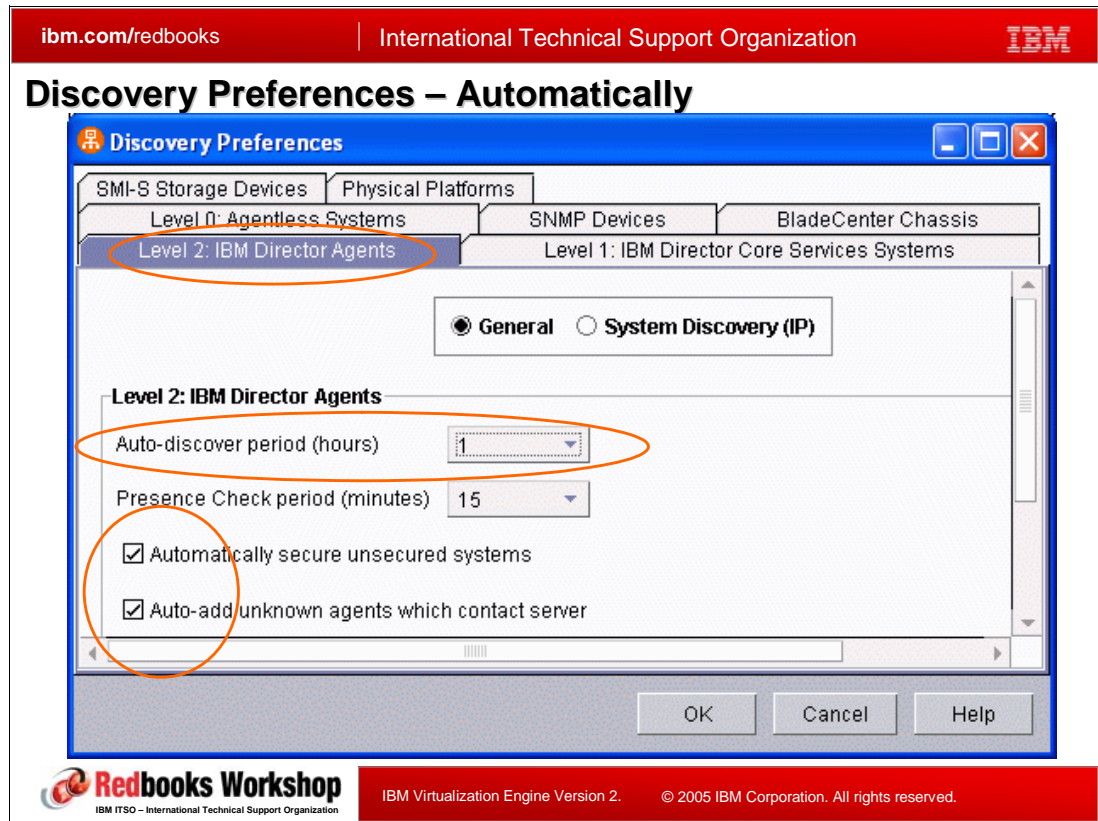 ibm.com/redbooks
International Technical Support Organization
IBM
Discovery Preferences – Automatically
Discovery Preferences
SMI-S Storage Devices
Physical Platforms
Level 0: Agentless Systems
SNMP Devices
BladeCenter Chassis
Level 2: IBM Director Agents
Level 1: IBM Director Core Services Systems
General
System Discovery (IP)
Level 2: IBM Director Agents
Auto-discover period (hours)
1
Presence Check period (minutes)
15
Automatically secure unsecured systems
Auto-add unknown agents which contact server
OK
Cancel
Help
Redbooks Workshop
IBM ITSO – International Technical Support Organization
IBM Virtualization Engine Version 2.
© 2005 IBM Corporation. All rights reserved.